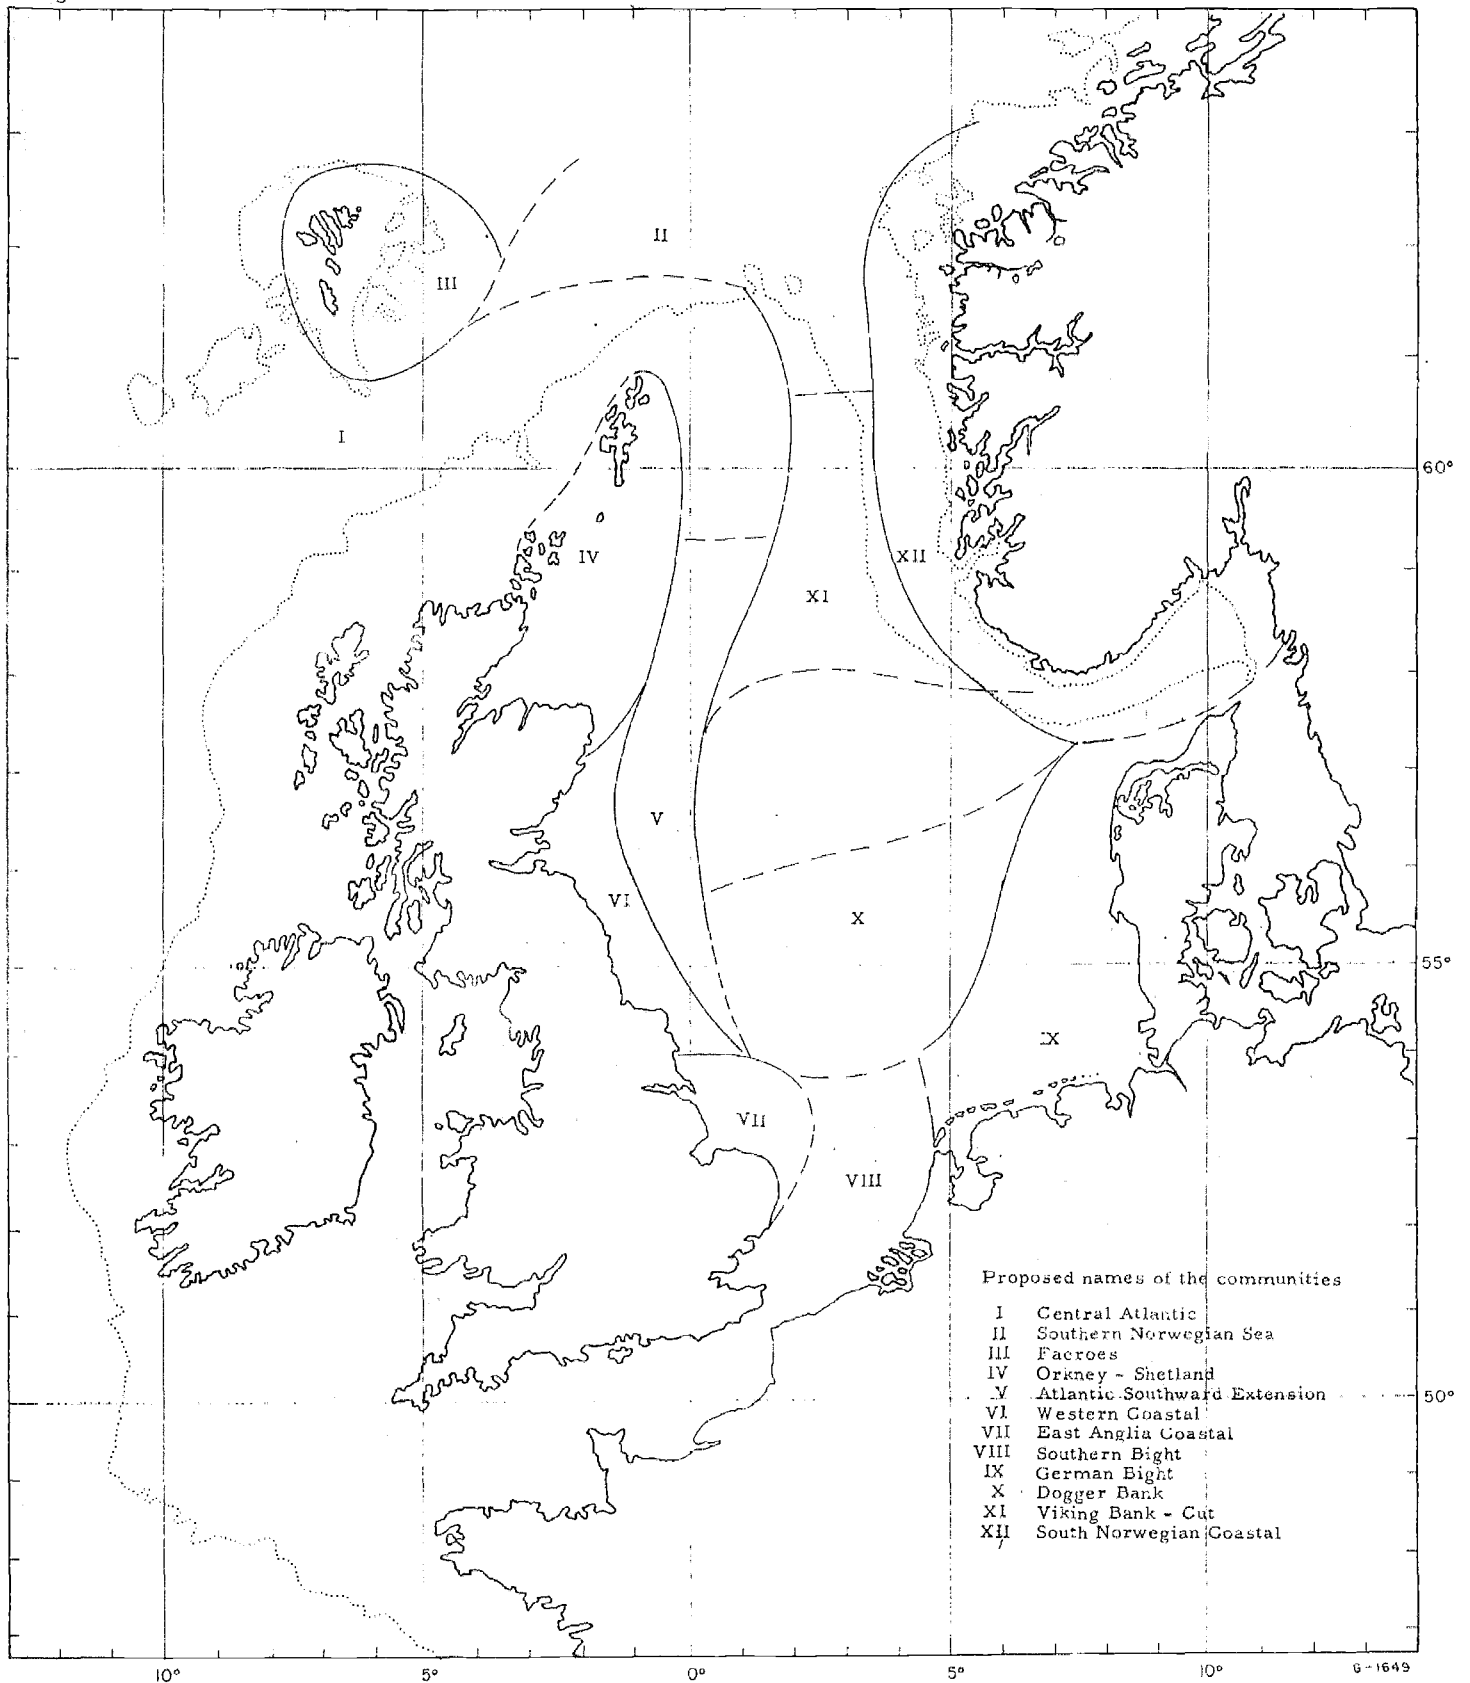 II
III
I
60°
IV
XII
XI
V
VI
X
55°
IX
VII
VIII
Proposed names of the communities
I Central Atlantic
II Southern Norwegian Sea
III Faeroes
IV Orkney - Shetland
V Atlantic Southward Extension
50°
VI Western Coastal
VII East Anglia Coastal
VIII Southern Bight
IX German Bight
X Dogger Bank
XI Viking Bank - Cut
XII South Norwegian Coastal
10° 5° 0° 5° 10°
G-1649